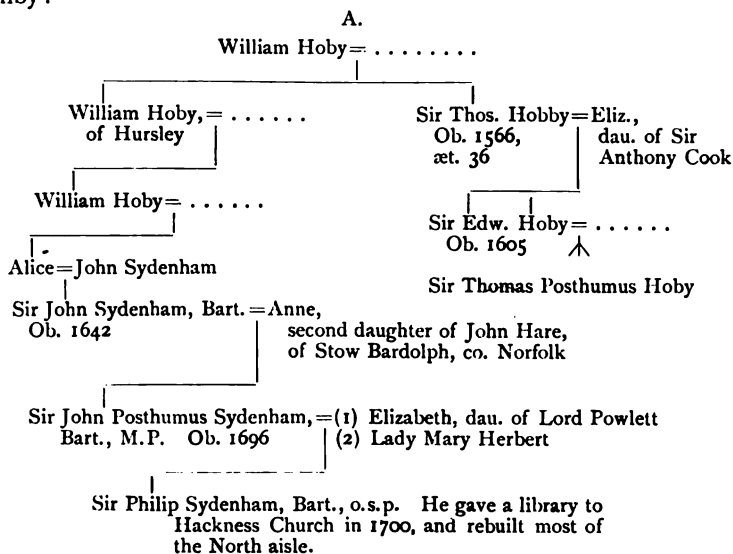 A.
William Hoby= . . . . . . . .
William Hoby, = . . . . . .
of Hursley
Sir Thos. Hobby=Eliz.,
Ob. 1566, dau. of Sir
æt. 36 Anthony Cook
William Hoby= . . . . . .
Sir Edw. Hoby= . . . . . .
Ob. 1605
Alice=John Sydenham
Sir Thomas Posthumus Hoby
Sir John Sydenham, Bart. =Anne,
Ob. 1642 second daughter of John Hare,
of Stow Bardolph, co. Norfolk
Sir John Posthumus Sydenham,=(1) Elizabeth, dau. of Lord Powlett
Bart., M.P. Ob. 1696 (2) Lady Mary Herbert
Sir Philip Sydenham, Bart., o.s.p. He gave a library to
Hackness Church in 1700, and rebuilt most of
the North aisle.